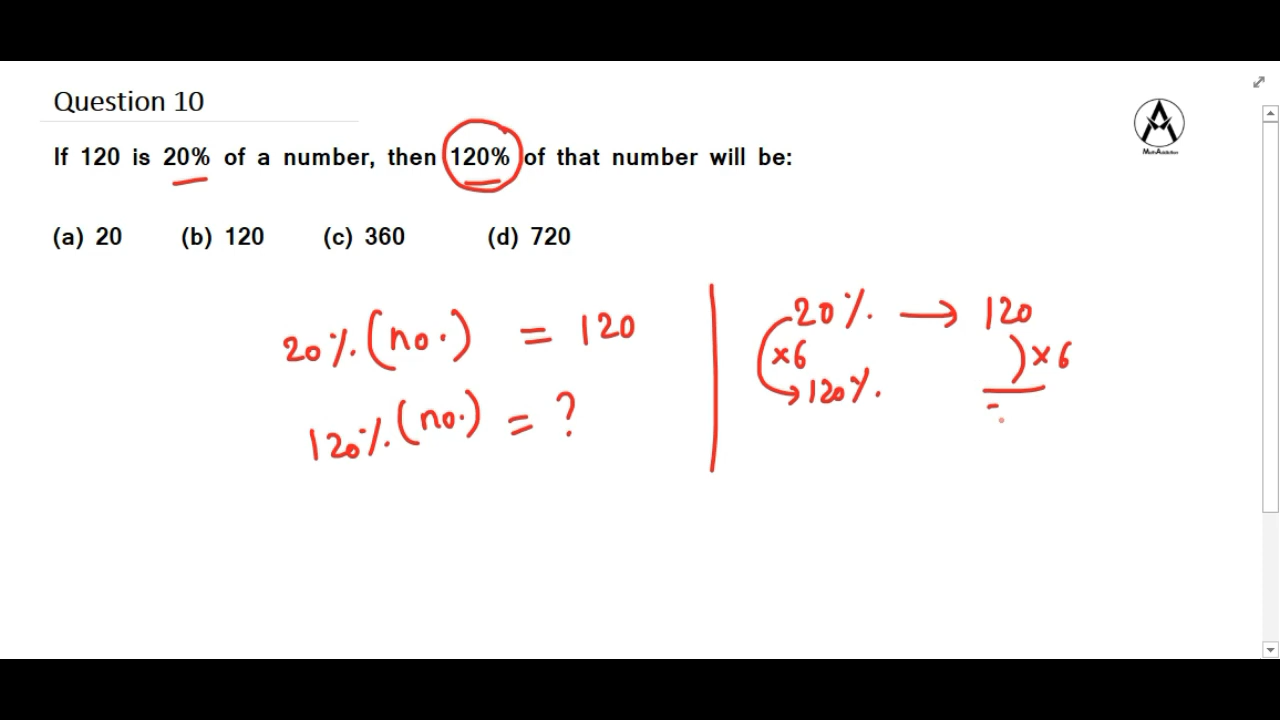 Question 10
If 120 is 20% of a number, then 120% of that number will be:
MathAddiction
(a) 20 (b) 120 (c) 360 (d) 720
20% (no.) = 120
120% (no.) = ?
20% → 120
×6 ) ×6
→ 120%.
=